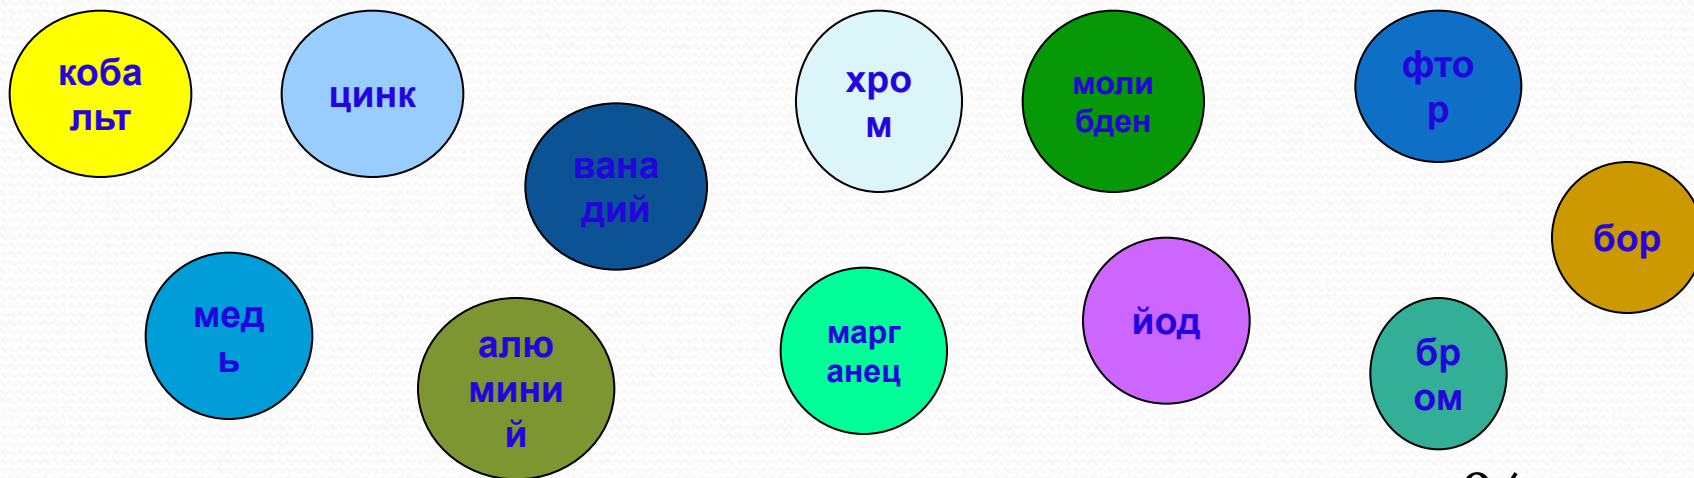 коба
льт
цинк
вана
дий
хро
м
моли
бден
фто
р
бор
мед
ь
алю
мини
й
марг
анец
йод
бр
ом